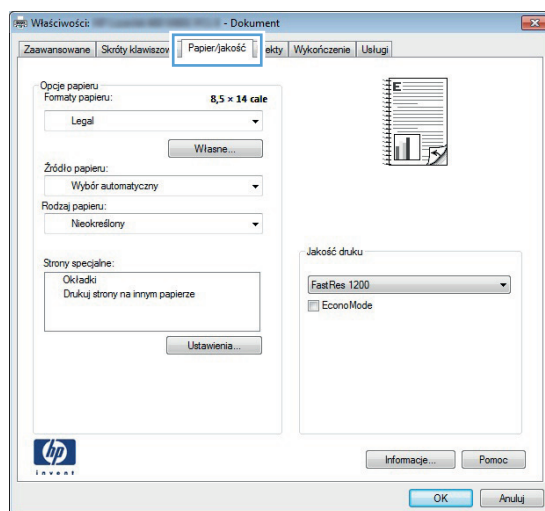 Właściwości: - Dokument
Zaawansowane Skróty klawiszow Papier/jakość ekty Wykończenie Usługi
Opcje papieru
Formaty papieru: 8,5 × 14 cale
Legal
Własne...
Źródło papieru:
Wybór automatyczny
Rodzaj papieru:
Nieokreślony
Strony specjalne:
Okładki
Drukuj strony na innym papierze
Ustawienia...
E
Jakość druku
FastRes 1200
EconoMode
hp
invent
Informacje... Pomoc
OK Anuluj